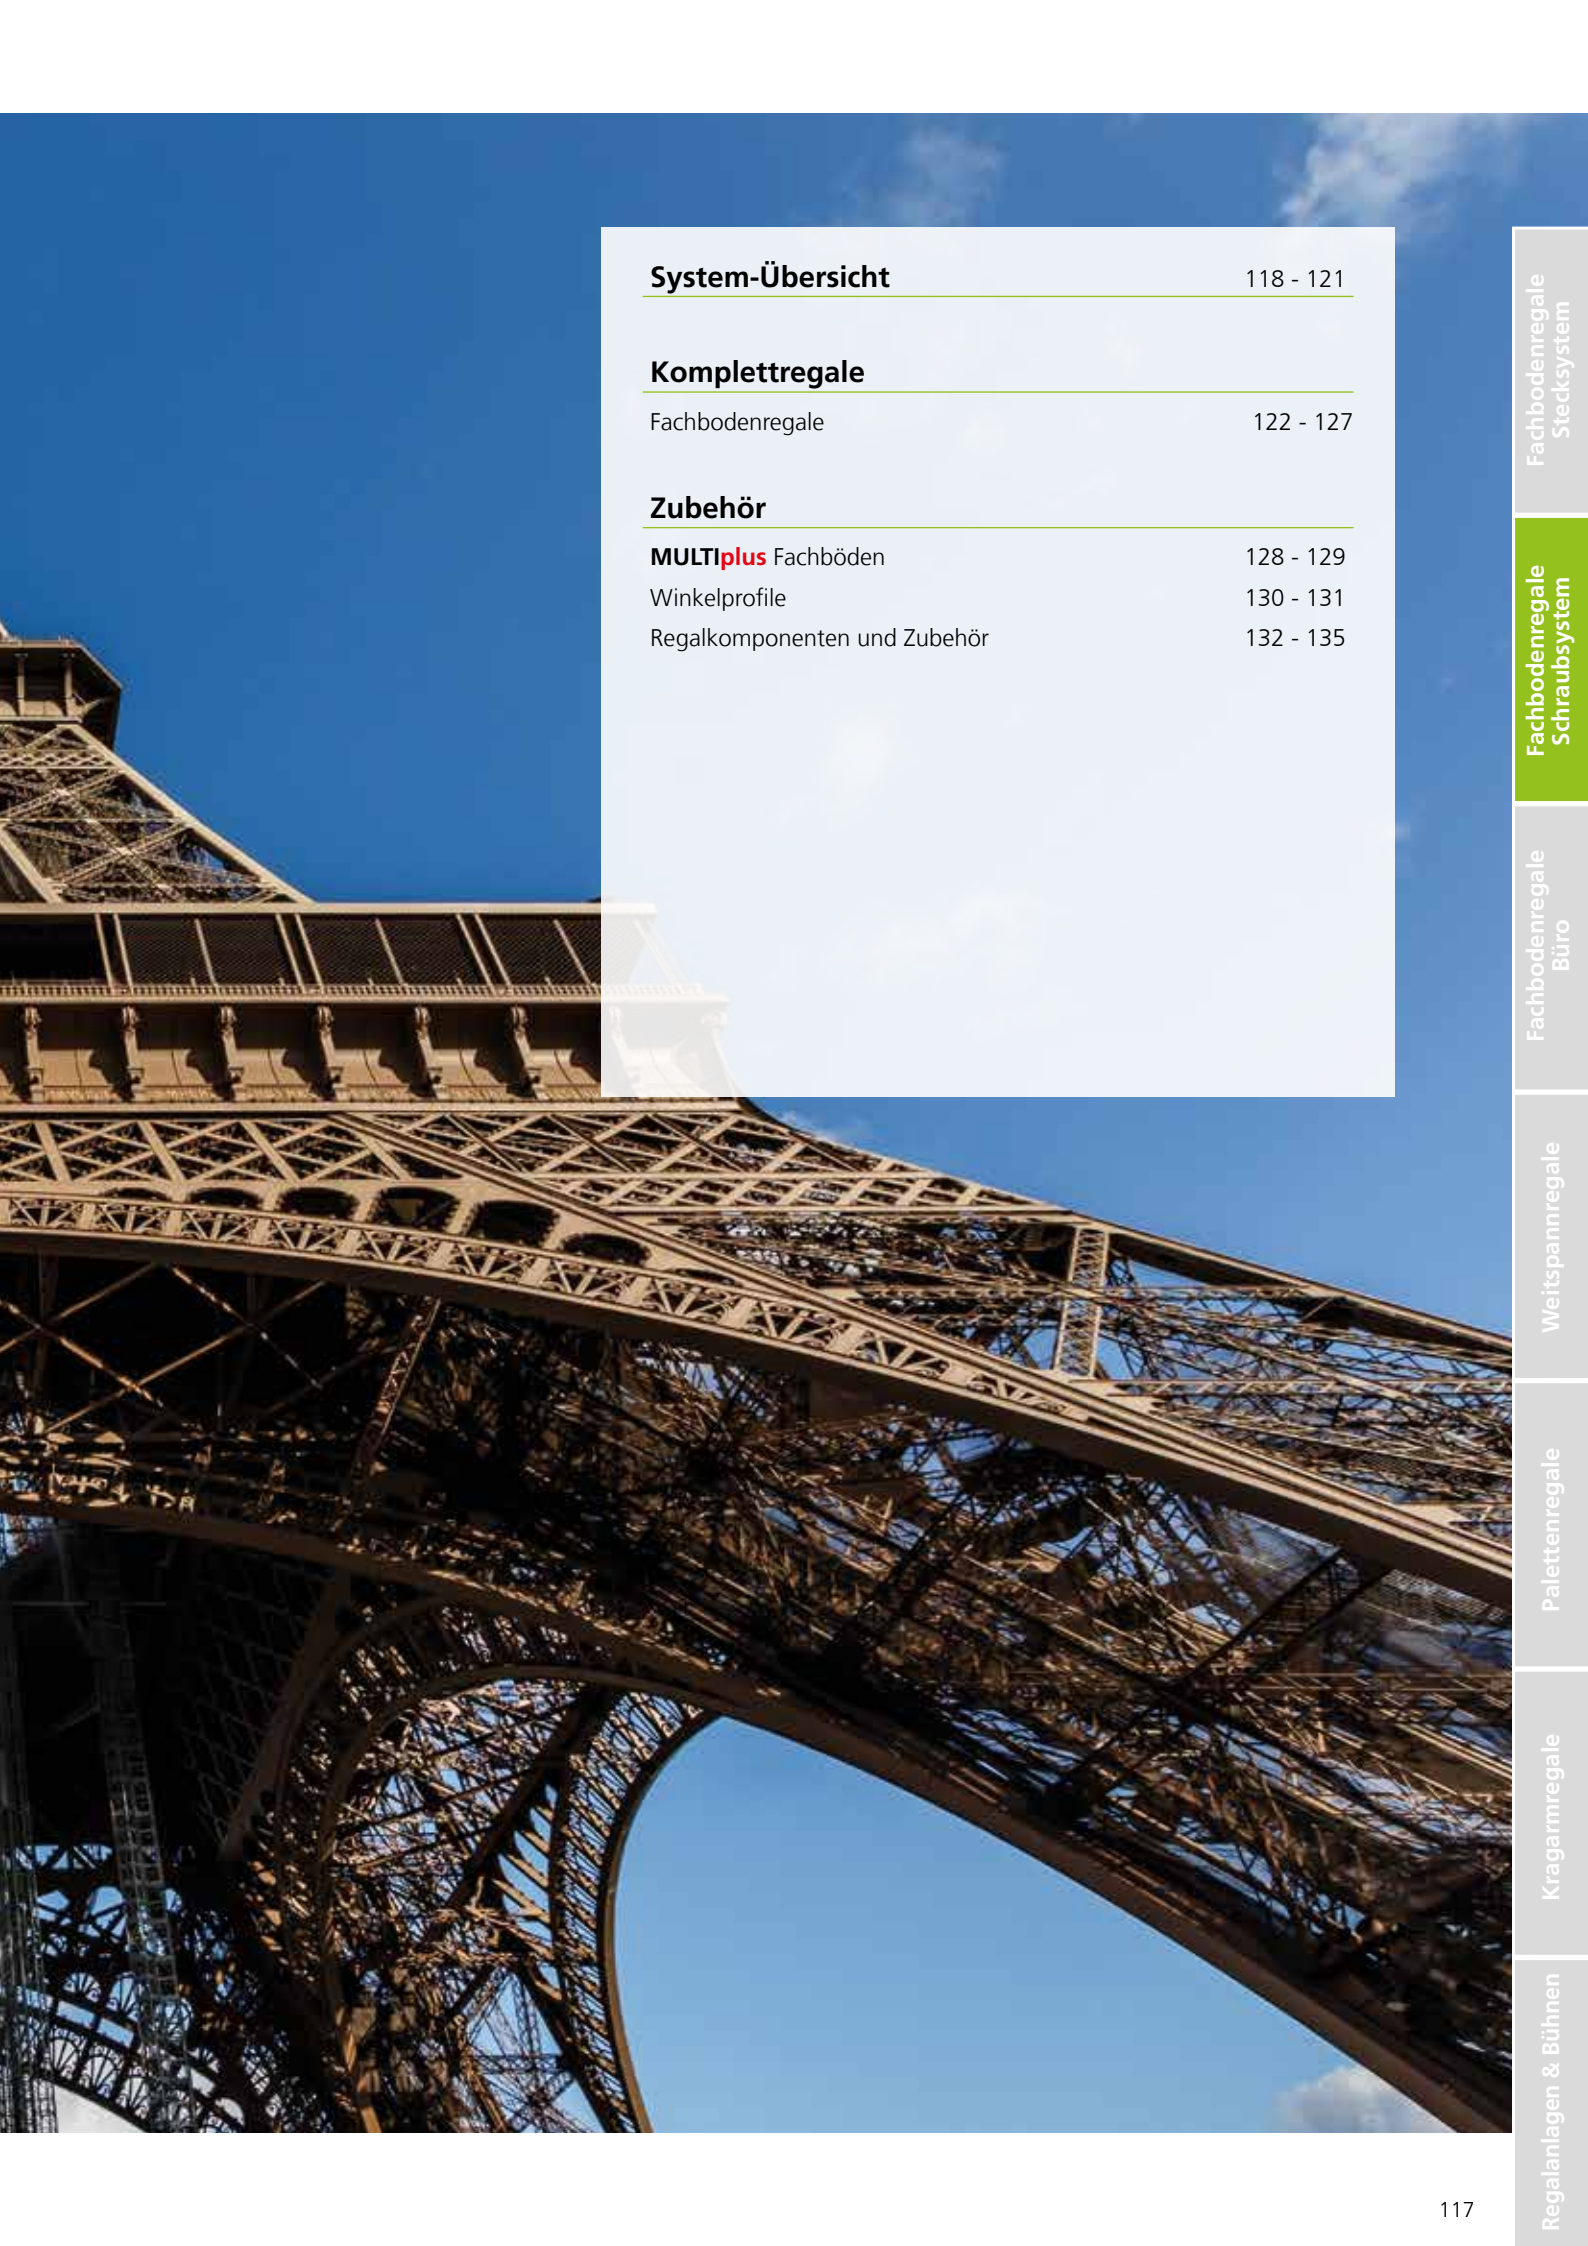 System-Übersicht 118 - 121
Komplettregale
Fachbodenregale 122 - 127
Zubehör
MULTIplus Fachböden 128 - 129
Winkelprofile 130 - 131
Regalkomponenten und Zubehör 132 - 135
Fachbodenregale
Stecksystem
Fachbodenregale
Schraubsystem
Fachbodenregale
Büro
Weitspannregale
Palettenregale
Kragarmregale
Regalanlagen & Bühnen
117